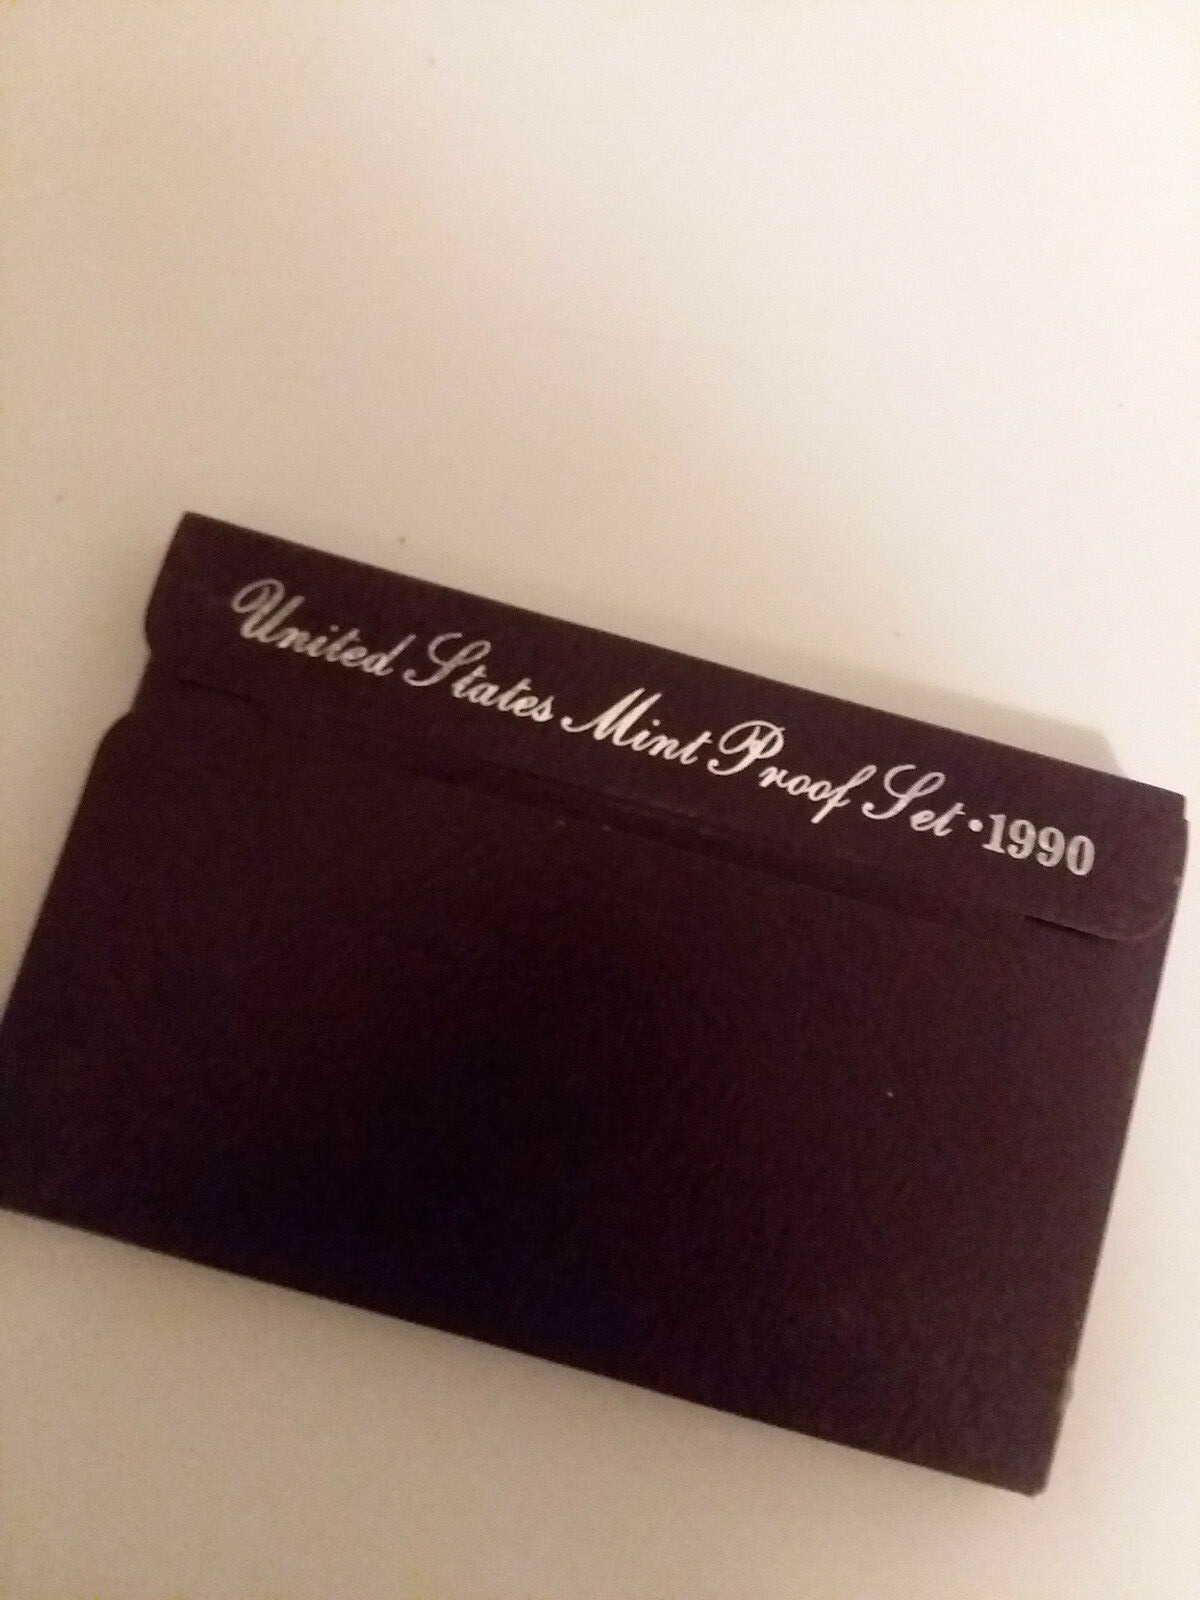 United States Mint Proof Set • 1990